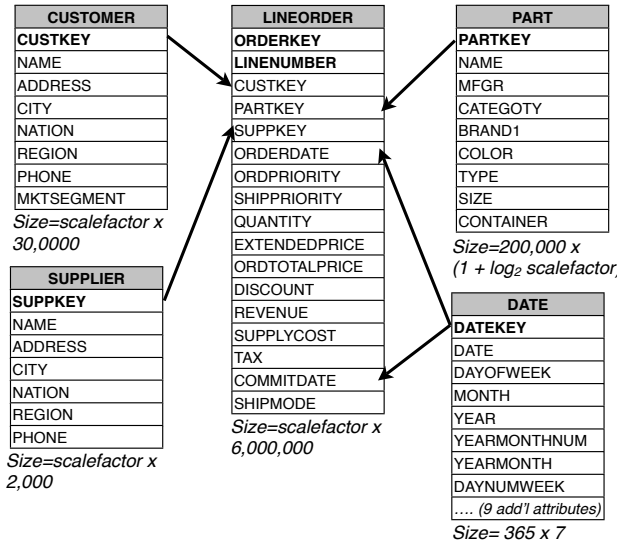 CUSTOMER
CUSTKEY
NAME
ADDRESS
CITY
NATION
REGION
PHONE
MKTSEGMENT
Size=scalefactor x
30,0000
SUPPLIER
SUPPKEY
NAME
ADDRESS
CITY
NATION
REGION
PHONE
Size=scalefactor x
2,000
LINEORDER
ORDERKEY
LINENUMBER
CUSTKEY
PARTKEY
SUPPKEY
ORDERDATE
ORDPRIORITY
SHIPPRIORITY
QUANTITY
EXTENDEDPRICE
ORDTOTALPRICE
DISCOUNT
REVENUE
SUPPLYCOST
TAX
COMMITDATE
SHIPMODE
Size=scalefactor x
6,000,000
PART
PARTKEY
NAME
MFGR
CATEGOTY
BRAND1
COLOR
TYPE
SIZE
CONTAINER
Size=200,000 x
(1 + log₂ scalefactor)
DATE
DATEKEY
DATE
DAYOFWEEK
MONTH
YEAR
YEARMONTHNUM
YEARMONTH
DAYNUMWEEK
.... (9 add'l attributes)
Size= 365 x 7